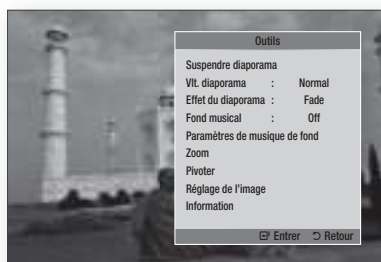 Outils
Suspendre diaporama
Vlt. diaporama : Normal
Effet du diaporama : Fade
Fond musical : Off
Paramètres de musique de fond
Zoom
Pivoter
Réglage de l'image
Information
Entrer Retour